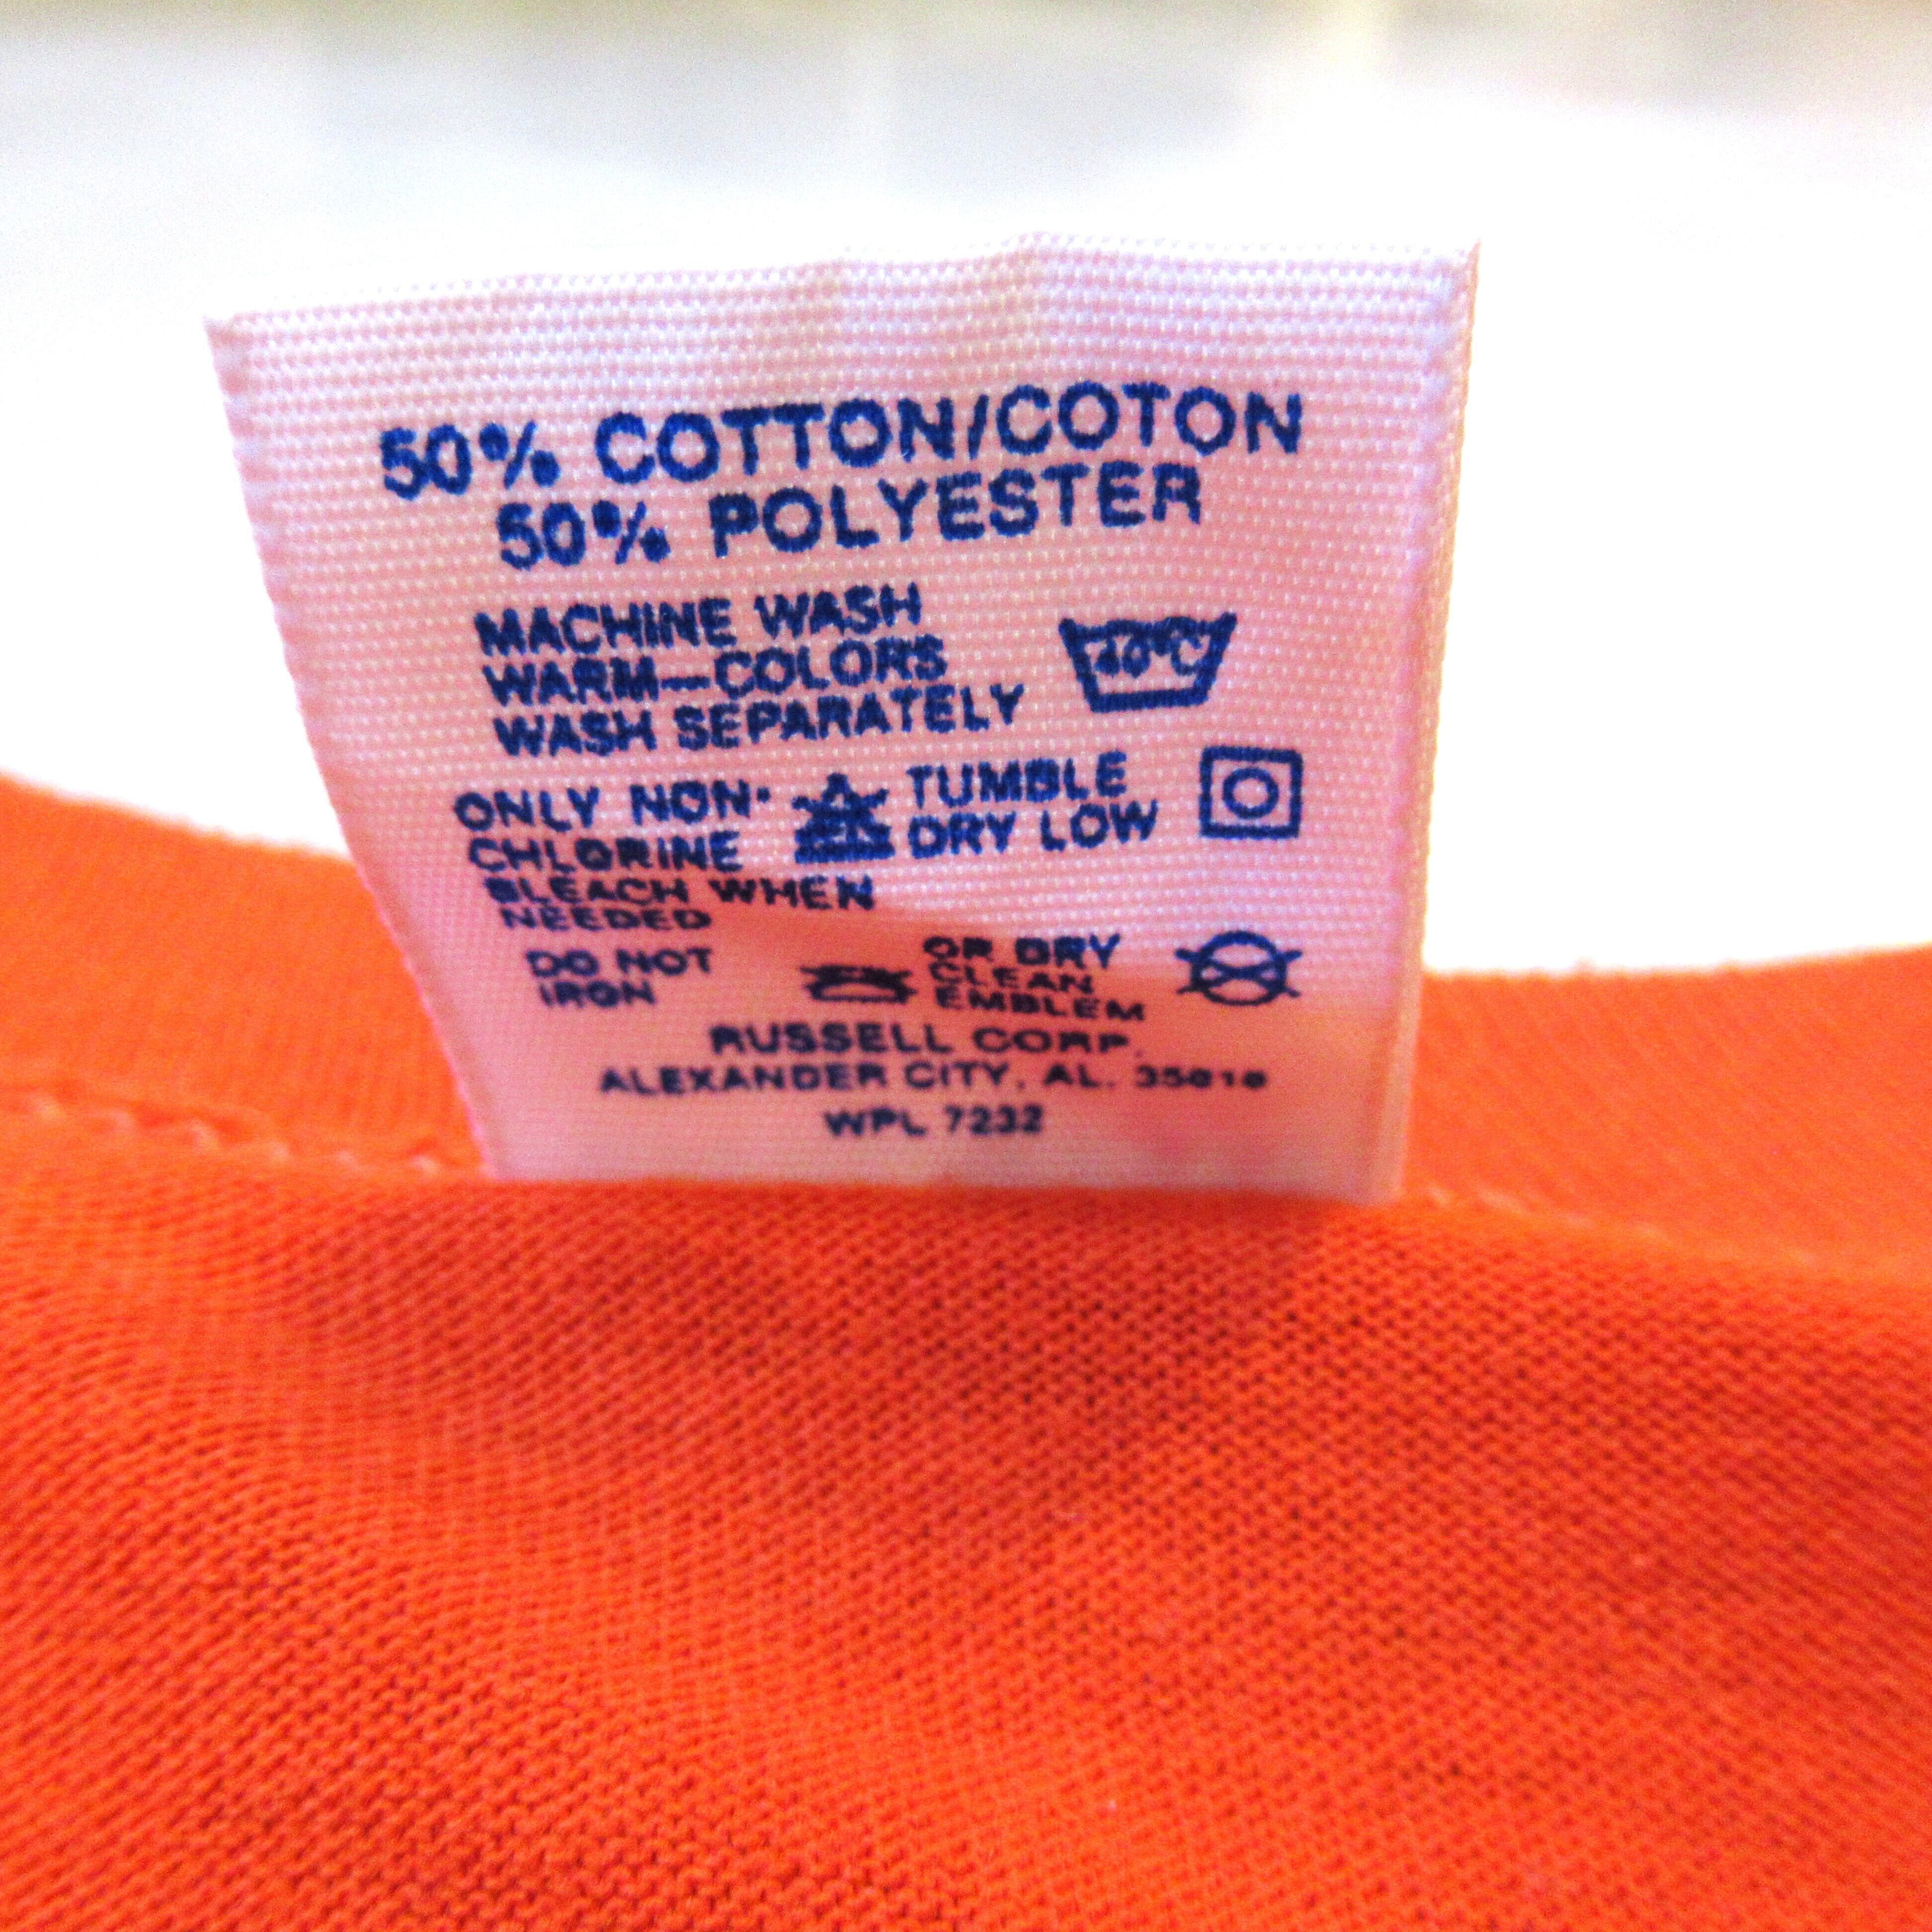 50% COTTON/COTON
50% POLYESTER
MACHINE WASH
WARM—COLORS
WASH SEPARATELY
40°C
ONLY NON-
CHLORINE
BLEACH WHEN
NEEDED
TUMBLE
DRY LOW
DO NOT
IRON
OR DRY
CLEAN
EMBLEM
RUSSELL CORP.
ALEXANDER CITY, AL. 35010
WPL 7232